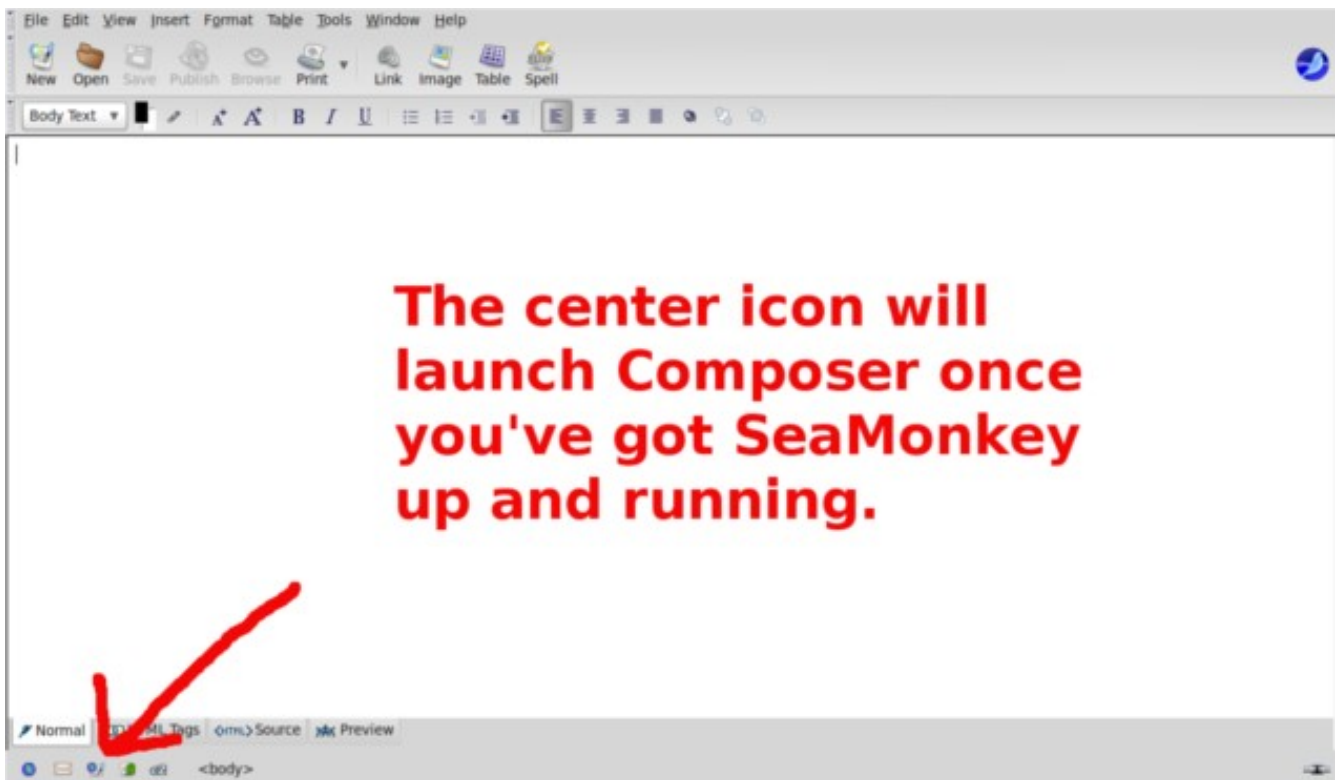 File Edit View Insert Format Table Tools Window Help
New Open Save Publish Browse Print Link Image Table Spell
Body Text B I U
The center icon will
launch Composer once
you've got SeaMonkey
up and running.
Normal Tags Source Preview
<body>